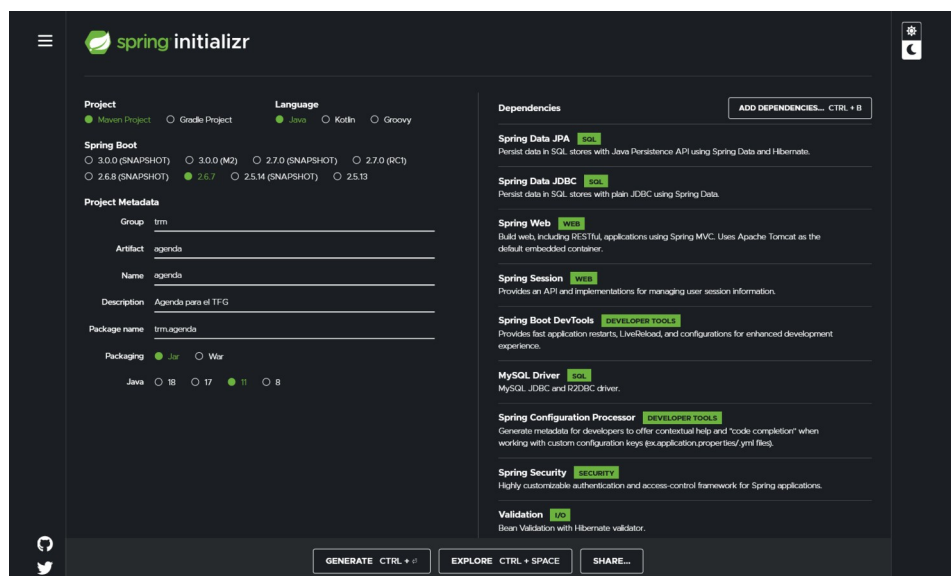 spring initializr
Project
Maven Project Gradle Project
Language
Java Kotlin Groovy
Spring Boot
3.0.0 (SNAPSHOT) 3.0.0 (M2) 2.7.0 (SNAPSHOT) 2.7.0 (RC1)
2.6.8 (SNAPSHOT) 2.6.7 2.5.14 (SNAPSHOT) 2.5.13
Project Metadata
Group trm
Artifact agenda
Name agenda
Description Agenda para el TFG
Package name trm.agenda
Packaging Jar War
Java 18 17 11 8
Dependencies ADD DEPENDENCIES... CTRL + B
Spring Data JPA SQL
Persist data in SQL stores with Java Persistence API using Spring Data and Hibernate.
Spring Data JDBC SQL
Persist data in SQL stores with plain JDBC using Spring Data.
Spring Web WEB
Build web, including RESTful, applications using Spring MVC. Uses Apache Tomcat as the
default embedded container.
Spring Session WEB
Provides an API and implementations for managing user session information.
Spring Boot DevTools DEVELOPER TOOLS
Provides fast application restarts, LiveReload, and configurations for enhanced development
experience.
MySQL Driver SQL
MySQL JDBC and R2DBC driver.
Spring Configuration Processor DEVELOPER TOOLS
Generate metadata for developers to offer contextual help and "code completion" when
working with custom configuration keys (ex.application.properties/.yml files).
Spring Security SECURITY
Highly customizable authentication and access-control framework for Spring applications.
Validation I/O
Bean Validation with Hibernate validator.
GENERATE CTRL + ⏎ EXPLORE CTRL + SPACE SHARE...